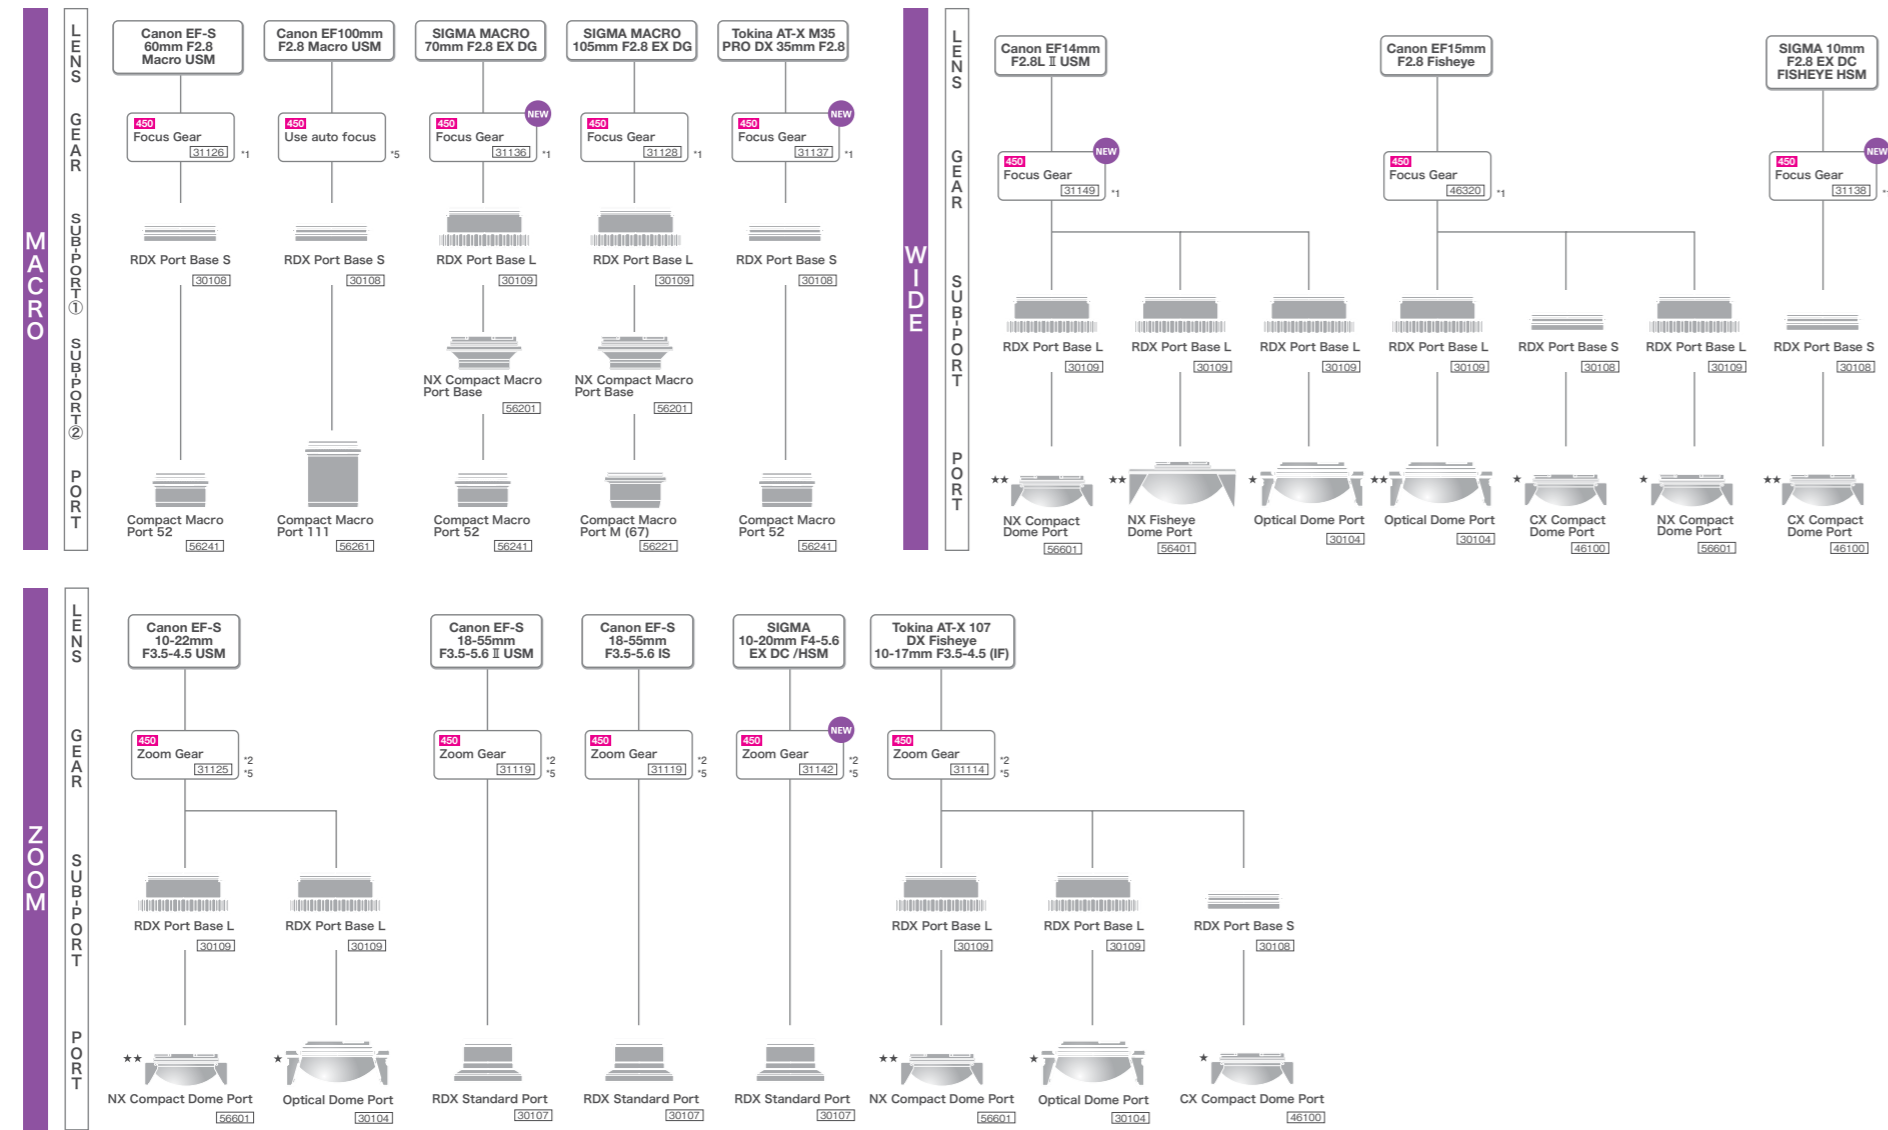 MACRO
LENS
Canon EF-S
60mm F2.8
Macro USM
Canon EF100mm
F2.8 Macro USM
SIGMA MACRO
70mm F2.8 EX DG
SIGMA MACRO
105mm F2.8 EX DG
Tokina AT-X M35
PRO DX 35mm F2.8
GEAR
450
Focus Gear
31126 *1
450
Use auto focus
*5
NEW
450
Focus Gear
31136 *1
450
Focus Gear
31128 *1
NEW
450
Focus Gear
31137 *1
SUB-PORT①
RDX Port Base S
30108
RDX Port Base S
30108
RDX Port Base L
30109
RDX Port Base L
30109
RDX Port Base S
30108
SUB-PORT②
NX Compact Macro
Port Base
56201
NX Compact Macro
Port Base
56201
PORT
Compact Macro
Port 52
56241
Compact Macro
Port 111
56261
Compact Macro
Port 52
56241
Compact Macro
Port M (67)
56221
Compact Macro
Port 52
56241
WIDE
LENS
Canon EF14mm
F2.8L Ⅱ USM
Canon EF15mm
F2.8 Fisheye
SIGMA 10mm
F2.8 EX DC
FISHEYE HSM
GEAR
NEW
450
Focus Gear
31149 *1
450
Focus Gear
46320 *1
NEW
450
Focus Gear
31138
SUB-PORT
RDX Port Base L
30109
RDX Port Base L
30109
RDX Port Base L
30109
RDX Port Base L
30109
RDX Port Base S
30108
RDX Port Base L
30109
RDX Port Base S
30108
PORT
★★
NX Compact
Dome Port
56601
★★
NX Fisheye
Dome Port
56401
★
Optical Dome Port
30104
★★
Optical Dome Port
30104
★
CX Compact
Dome Port
46100
★
NX Compact
Dome Port
56601
★★
CX Compact
Dome Port
46100
ZOOM
LENS
Canon EF-S
10-22mm
F3.5-4.5 USM
Canon EF-S
18-55mm
F3.5-5.6 Ⅱ USM
Canon EF-S
18-55mm
F3.5-5.6 IS
SIGMA
10-20mm F4-5.6
EX DC /HSM
Tokina AT-X 107
DX Fisheye
10-17mm F3.5-4.5 (IF)
GEAR
450
Zoom Gear
31125 *2
*5
450
Zoom Gear
31119 *2
*5
450
Zoom Gear
31119 *2
*5
NEW
450
Zoom Gear
31142 *2
*5
450
Zoom Gear
31114 *2
*5
SUB-PORT
RDX Port Base L
30109
RDX Port Base L
30109
RDX Port Base L
30109
RDX Port Base L
30109
RDX Port Base S
30108
PORT
★★
NX Compact Dome Port
56601
★
Optical Dome Port
30104
RDX Standard Port
30107
RDX Standard Port
30107
RDX Standard Port
30107
★★
NX Compact Dome Port
56601
★
Optical Dome Port
30104
★
CX Compact Dome Port
46100